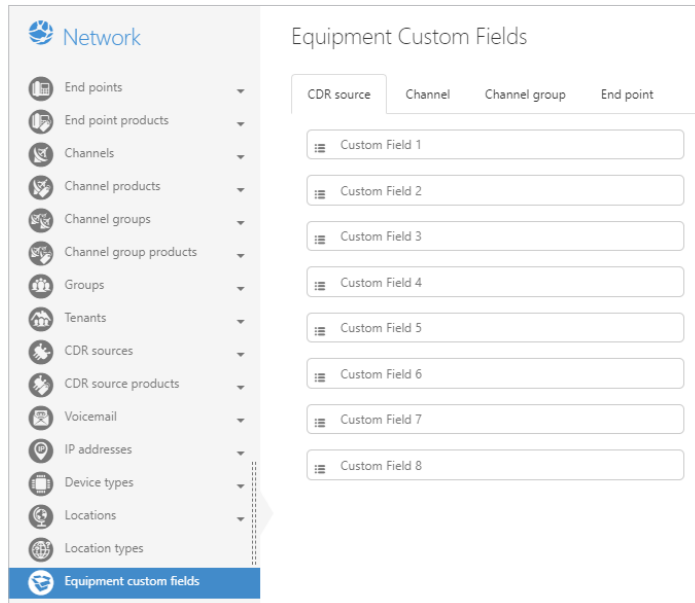 Network
End points
End point products
Channels
Channel products
Channel groups
Channel group products
Groups
Tenants
CDR sources
CDR source products
Voicemail
IP addresses
Device types
Locations
Location types
Equipment custom fields
Equipment Custom Fields
CDR source Channel Channel group End point
Custom Field 1
Custom Field 2
Custom Field 3
Custom Field 4
Custom Field 5
Custom Field 6
Custom Field 7
Custom Field 8